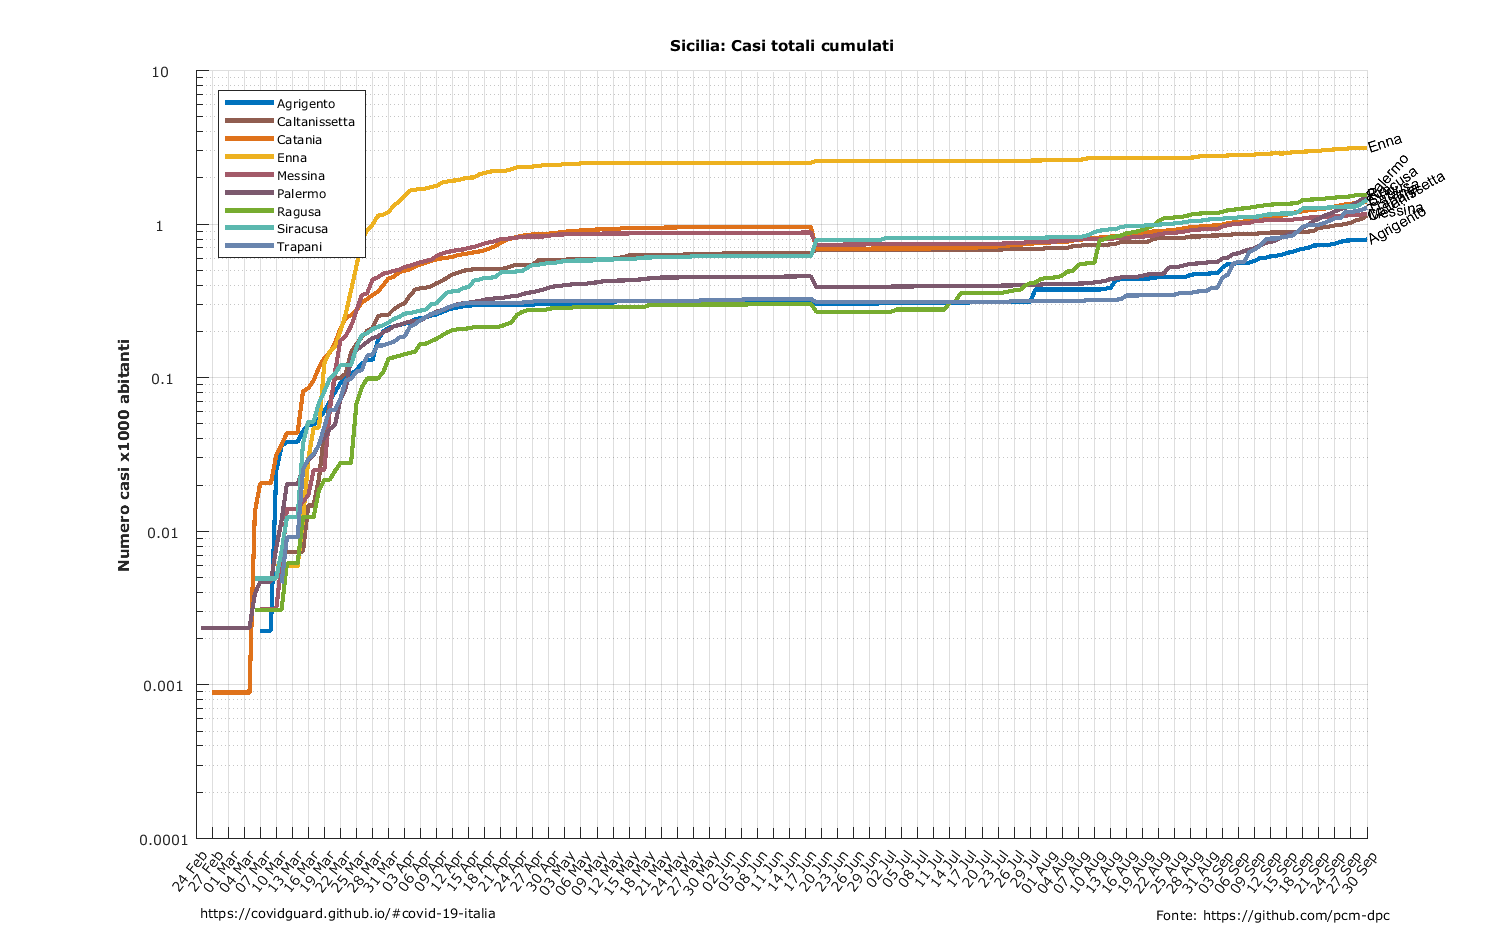 Sicilia: Casi totali cumulati
10
1
0.1
0.01
0.001
0.0001
Numero casi x1000 abitanti
Agrigento
Caltanissetta
Catania
Enna
Messina
Palermo
Ragusa
Siracusa
Trapani
Enna
Palermo
Messina
Agrigento
24 Feb
27 Feb
01 Mar
04 Mar
07 Mar
10 Mar
13 Mar
16 Mar
19 Mar
22 Mar
25 Mar
28 Mar
31 Mar
03 Apr
06 Apr
09 Apr
12 Apr
15 Apr
18 Apr
21 Apr
24 Apr
27 Apr
30 Apr
03 May
06 May
09 May
12 May
15 May
18 May
21 May
24 May
27 May
30 May
02 Jun
05 Jun
08 Jun
11 Jun
14 Jun
17 Jun
20 Jun
23 Jun
26 Jun
29 Jun
02 Jul
05 Jul
08 Jul
11 Jul
14 Jul
17 Jul
20 Jul
23 Jul
26 Jul
29 Jul
01 Aug
04 Aug
07 Aug
10 Aug
13 Aug
16 Aug
19 Aug
22 Aug
25 Aug
28 Aug
31 Aug
03 Sep
06 Sep
09 Sep
12 Sep
15 Sep
18 Sep
21 Sep
24 Sep
27 Sep
30 Sep
https://covidguard.github.io/#covid-19-italia
Fonte: https://github.com/pcm-dpc